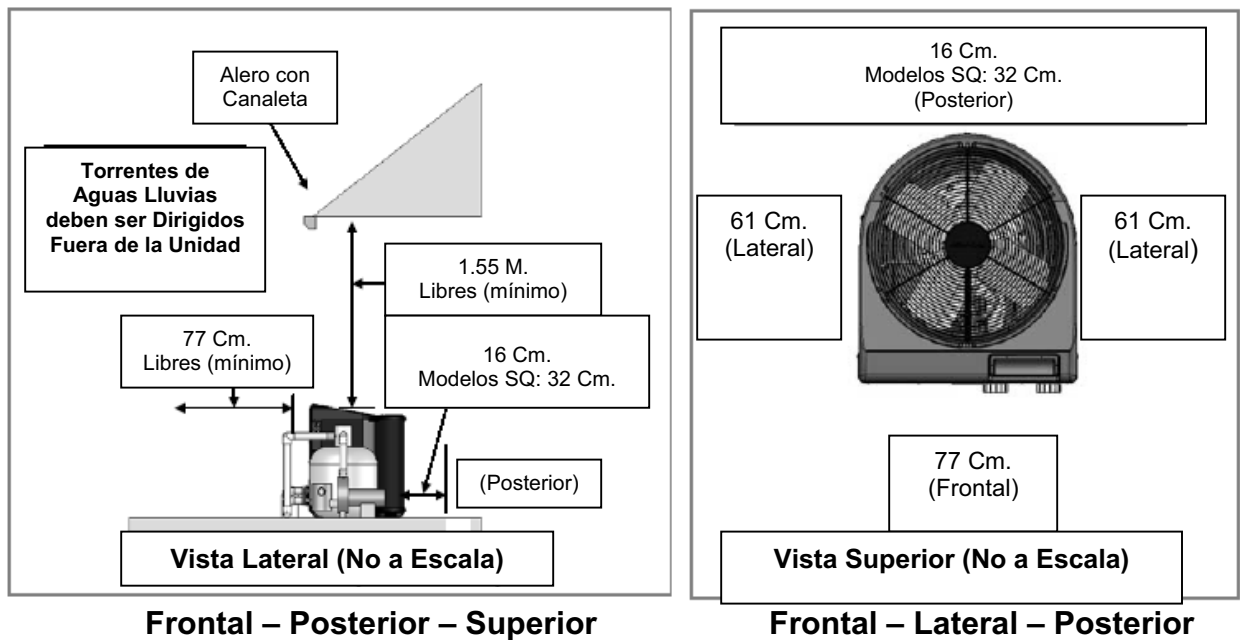 Alero con
Canaleta
Torrentes de
Aguas Lluvias
deben ser Dirigidos
Fuera de la Unidad
1.55 M.
Libres (mínimo)
77 Cm.
Libres (mínimo)
16 Cm.
Modelos SQ: 32 Cm.
(Posterior)
Vista Lateral (No a Escala)
Frontal – Posterior – Superior
16 Cm.
Modelos SQ: 32 Cm.
(Posterior)
61 Cm.
(Lateral)
61 Cm.
(Lateral)
77 Cm.
(Frontal)
Vista Superior (No a Escala)
Frontal – Lateral – Posterior